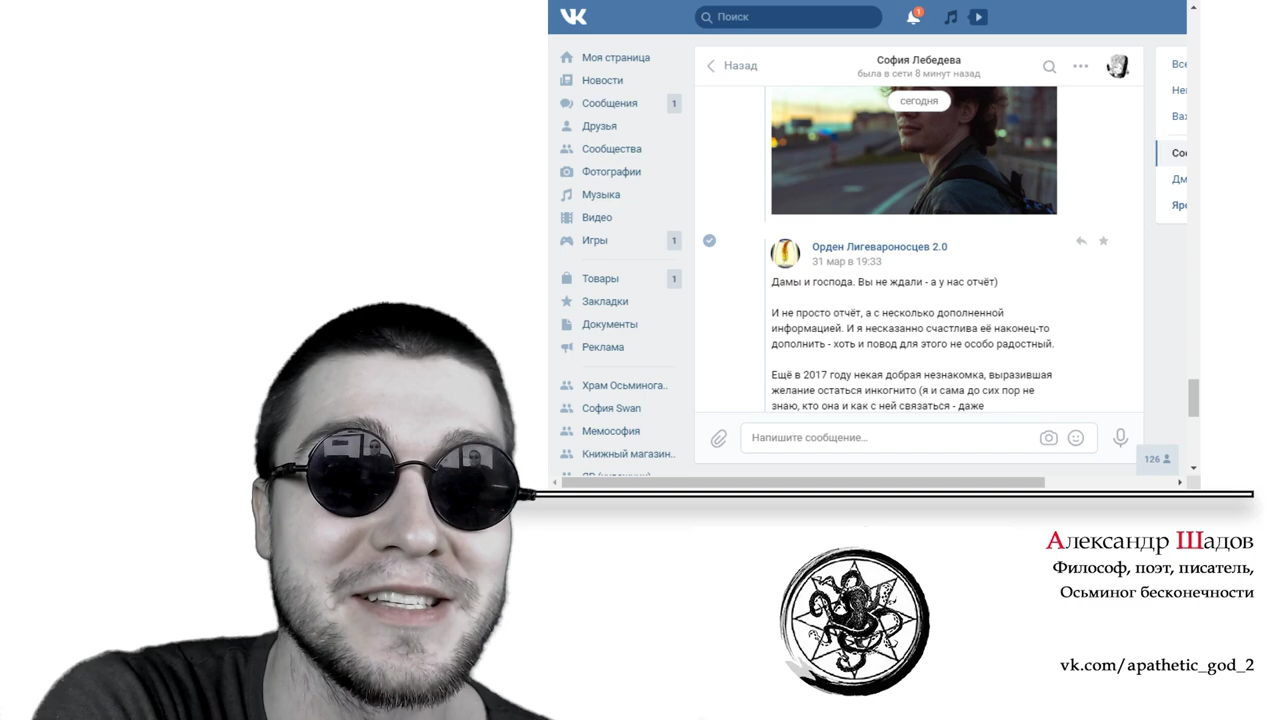 Поиск
1
Моя страница
Новости
Сообщения 1
Друзья
Сообщества
Фотографии
Музыка
Видео
Игры 1
Товары 1
Закладки
Документы
Реклама
Храм Осьминога..
София Swan
Мемософия
Книжный магазин..
Назад
София Лебедева
была в сети 8 минут назад
сегодня
Орден Лигевароносцев 2.0
31 мар в 19:33
Дамы и господа. Вы не ждали - а у нас отчёт)
И не просто отчёт, а с несколько дополненной
информацией. И я несказанно счастлива её наконец-то
дополнить - хоть и повод для этого не особо радостный.
Ещё в 2017 году некая добрая незнакомка, выразившая
желание остаться инкогнито (я и сама до сих пор не
знаю, кто она и как с ней связаться - даже
Напишите сообщение...
126
Александр Шадов
Философ, поэт, писатель,
Осьминог бесконечности
vk.com/apathetic_god_2